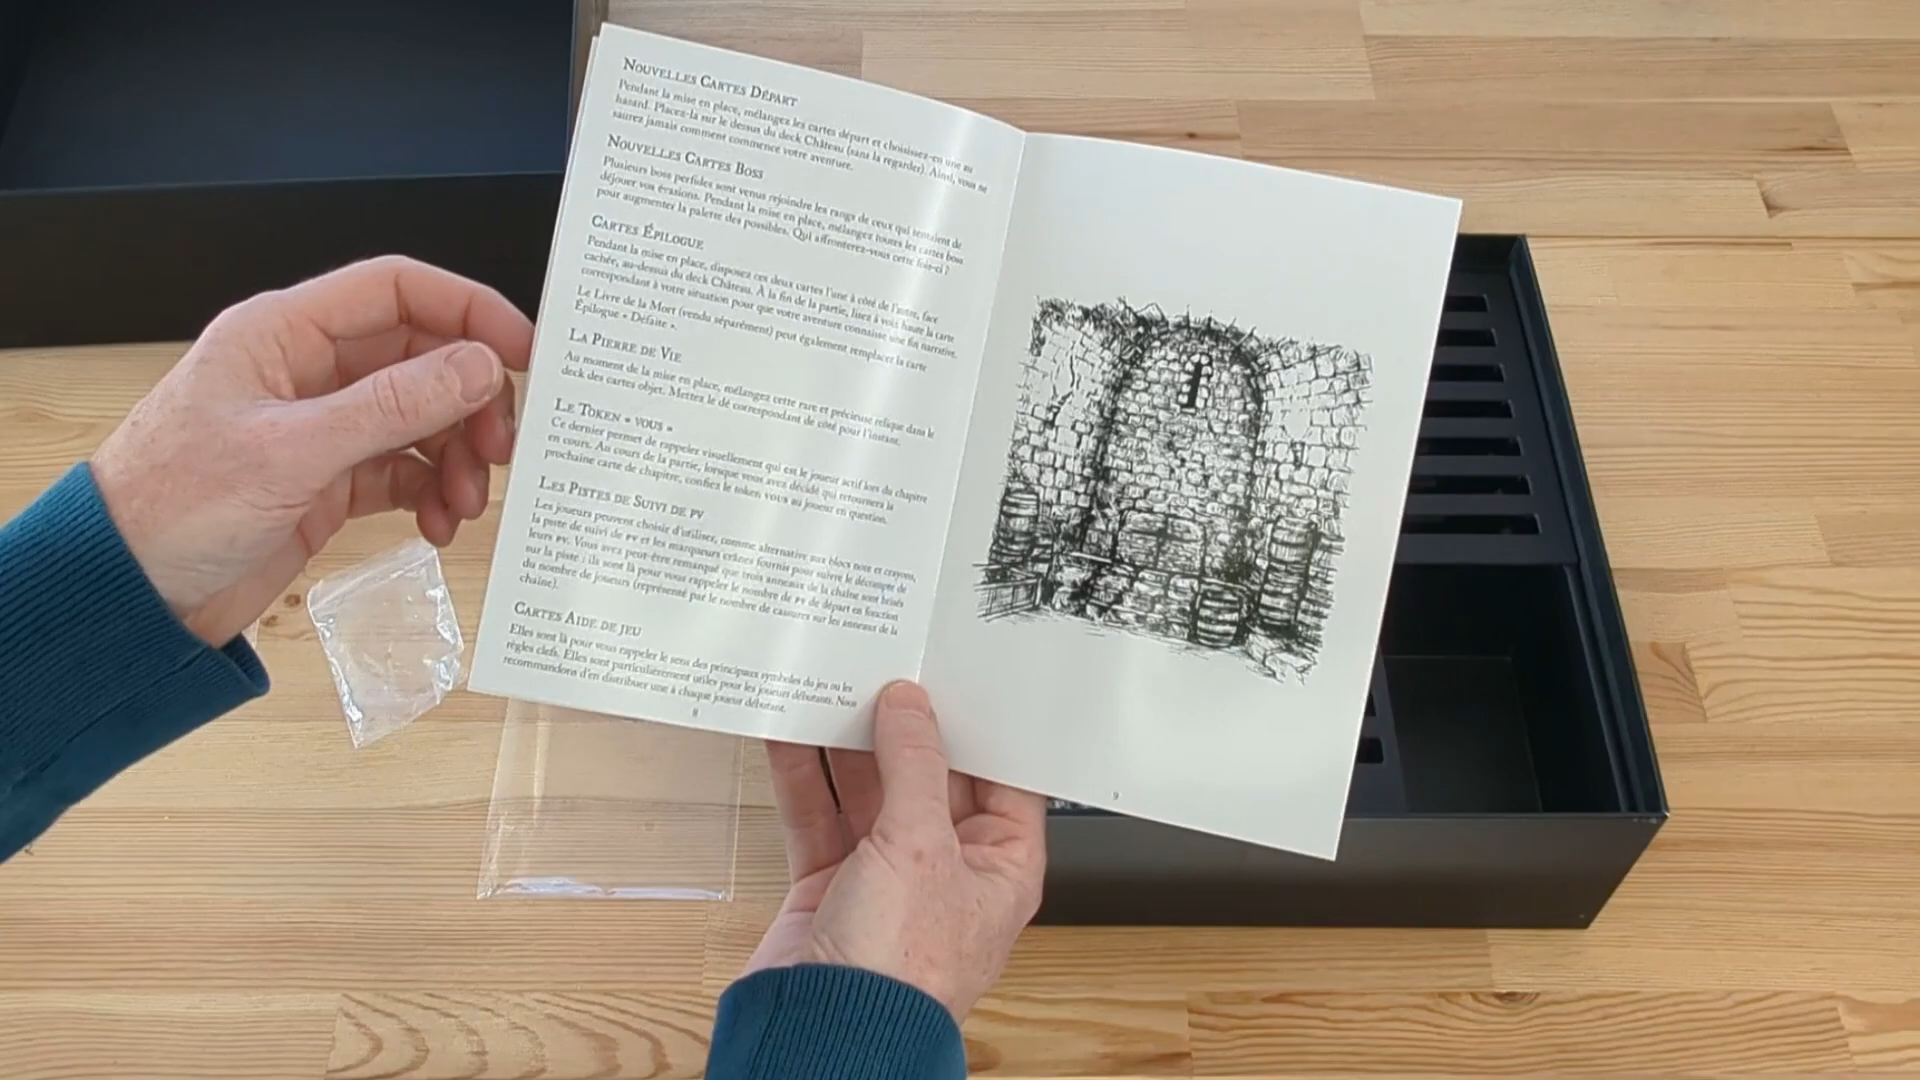 Nouvelles Cartes Départ
Pendant la mise en place, mélangez les cartes départ et choisissez-en une au
hasard. Placez-la sur le dessus du deck Château (sans la regarder). Ainsi, vous ne
saurez jamais comment commence votre aventure.
Nouvelles Cartes Boss
Plusieurs boss perfides sont venus rejoindre les rangs de ceux qui tentaient de
déjouer vos évasions. Pendant la mise en place, mélangez toutes les cartes boss
pour augmenter la palette des possibles. Qui affronterez-vous cette fois-ci ?
Cartes Épilogue
Pendant la mise en place, disposez ces deux cartes l'une à côté de l'autre, face
cachée, au-dessus du deck Château. À la fin de la partie, lisez à voix haute la carte
correspondant à votre situation pour que votre aventure connaisse une fin narrative.
Le Livre de la Mort (vendu séparément) peut également remplacer la carte
Épilogue « Défaite ».
La Pierre de Vie
Au moment de la mise en place, mélangez cette rare et précieuse relique dans le
deck des cartes objet. Mettez le dé correspondant de côté pour l'instant.
Le Token « vous »
Ce dernier permet de rappeler visuellement qui est le joueur actif lors du chapitre
en cours. Au cours de la partie, lorsque vous avez décidé qui retournera la
prochaine carte de chapitre, confiez le token vous au joueur en question.
Les Pistes de Suivi de PV
Les joueurs peuvent choisir d'utiliser, comme alternative aux blocs note et crayons,
la piste de suivi de PV et les marqueurs crânes fournis pour suivre le décompte de
leurs PV. Vous avez peut-être remarqué que trois anneaux de la chaîne sont brisés
sur la piste : ils sont là pour vous rappeler le nombre de PV de départ en fonction
du nombre de joueurs (représenté par le nombre de cassures sur les anneaux de la
chaîne).
Cartes Aide de jeu
Elles sont là pour vous rappeler le sens des principaux symboles du jeu ou les
règles clefs. Elles sont particulièrement utiles pour les joueurs débutants. Nous
recommandons d'en distribuer une à chaque joueur débutant.
8
9